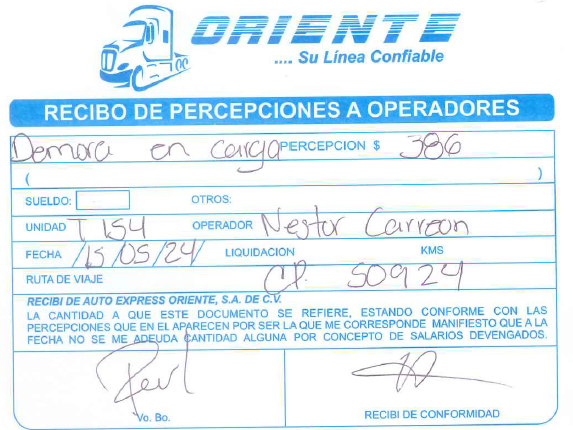 ORIENTE
.... Su Línea Confiable
RECIBO DE PERCEPCIONES A OPERADORES
Demora en carga PERCEPCION $ 386
( )
SUELDO: OTROS:
UNIDAD T 154 OPERADOR Nestor Carreon
FECHA /15/05/24/ LIQUIDACION KMS
RUTA DE VIAJE CP. 50924
RECIBI DE AUTO EXPRESS ORIENTE, S.A. DE C.V.
LA CANTIDAD A QUE ESTE DOCUMENTO SE REFIERE, ESTANDO CONFORME CON LAS
PERCEPCIONES QUE EN EL APARECEN POR SER LA QUE ME CORRESPONDE MANIFIESTO QUE A LA
FECHA NO SE ME ADEUDA CANTIDAD ALGUNA POR CONCEPTO DE SALARIOS DEVENGADOS.
Vo. Bo. RECIBI DE CONFORMIDAD